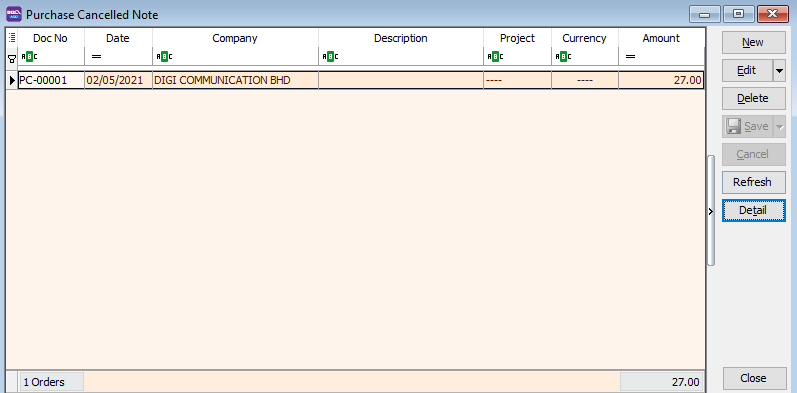 Purchase Cancelled Note
Doc No Date Company Description Project Currency Amount
ABC = ABC ABC ABC ABC =
PC-00001 02/05/2021 DIGI COMMUNICATION BHD ---- ---- 27.00
1 Orders 27.00
New
Edit
Delete
Save
Cancel
Refresh
Detail
Close